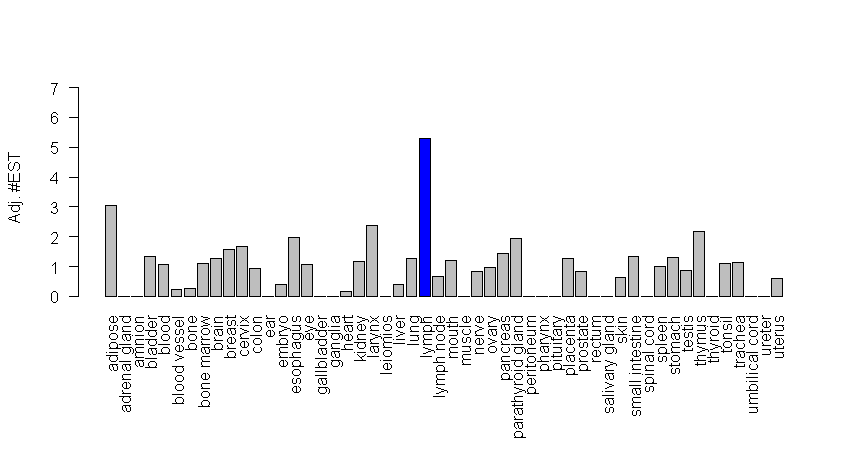 7
6
5
4
3
2
1
0
Adj. #EST
adipose
adrenal gland
amnion
bladder
blood
blood vessel
bone
bone marrow
brain
breast
cervix
colon
ear
embryo
esophagus
eye
gallbladder
ganglia
heart
kidney
larynx
leiomios
liver
lung
lymph
lymph node
mouth
muscle
nerve
ovary
pancreas
parathyroid gland
peritoneum
pharynx
pituitary
placenta
prostate
rectum
salivary gland
skin
small intestine
spinal cord
spleen
stomach
testis
thymus
thyroid
tonsil
trachea
umbilical cord
ureter
uterus